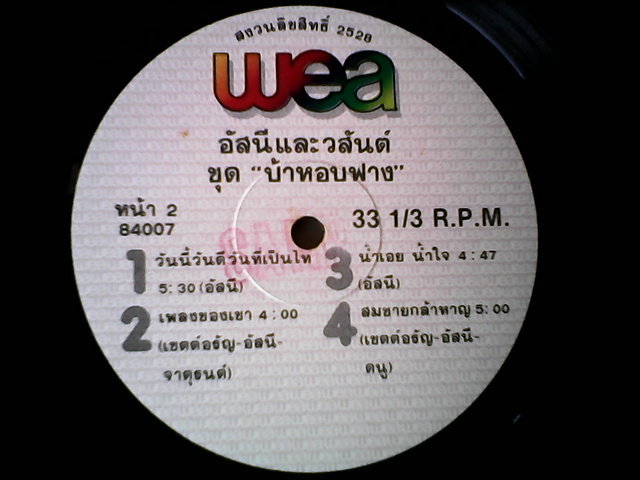 สงวนลิขสิทธิ์ 2528
wea
อัสนีและวสันต์
ชุด "บ้าหอบฟาง"
หน้า 2
84007
33 1/3 R.P.M.
1 วันนี้วันดีวันที่เป็นไท
5:30 (อัสนี)
2 เพลงของเขา 4:00
(เขตต์อรัญ-อัสนี-
จาตุรนต์)
3 น้ำเอย น้ำใจ 4:47
(อัสนี)
4 สมชายกล้าหาญ 5:00
(เขตต์อรัญ-อัสนี-
ดนู)